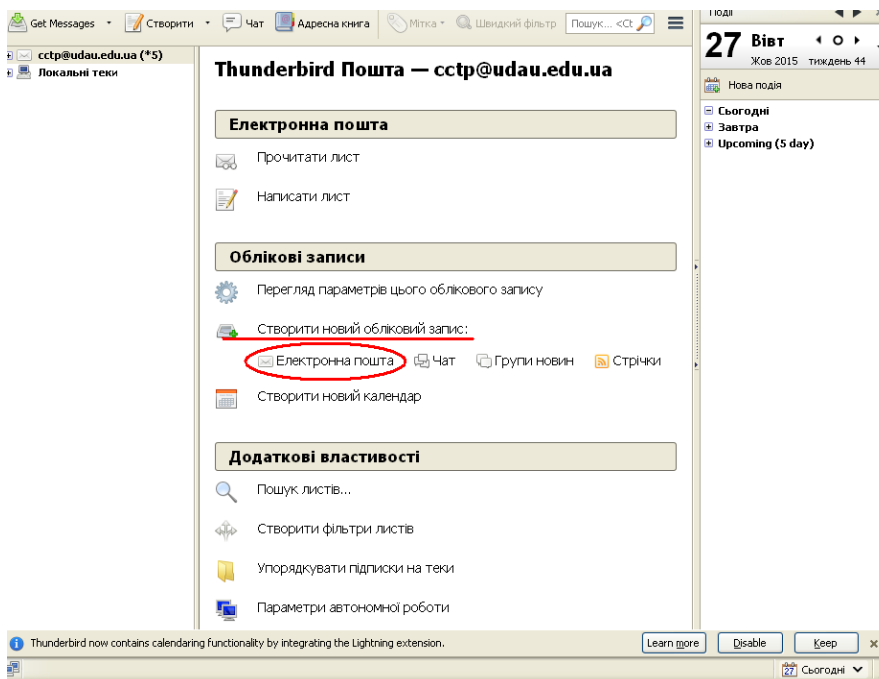 Get Messages Створити Чат Адресна книга Мітка Швидкий фільтр Пошук... <Ct
Події
cctp@udau.edu.ua (*5)
Локальні теки
Thunderbird Пошта — cctp@udau.edu.ua
Електронна пошта
Прочитати лист
Написати лист
Облікові записи
Перегляд параметрів цього облікового запису
Створити новий обліковий запис:
Електронна пошта Чат Групи новин Стрічки
Створити новий календар
Додаткові властивості
Пошук листів...
Створити фільтри листів
Упорядкувати підписки на теки
Параметри автономної роботи
27 Вівт
Жов 2015 тиждень 44
Нова подія
Сьогодні
Завтра
Upcoming (5 day)
Thunderbird now contains calendaring functionality by integrating the Lightning extension. Learn more Disable Keep
27 Сьогодні